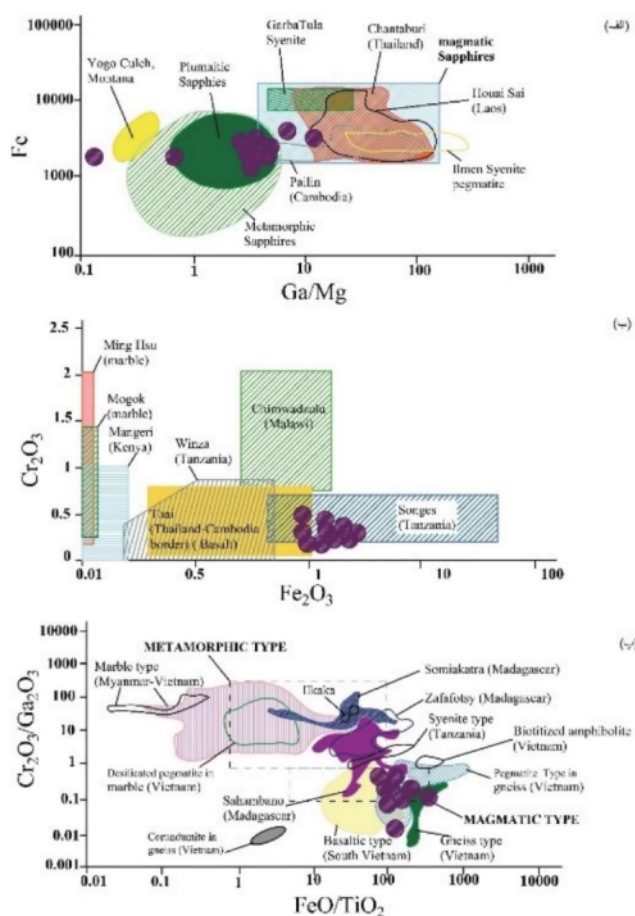 (الف)
100000
10000
1000
100
Fe
0.1
1
10
100
1000
Ga/Mg
Yogo Gulch,
Montana
Plumaitic
Sapphies
GarbaTula
Syenite
Chantaburi
(Thailand)
magmatic
Sapphires
Houai Sai
(Laos)
Ilmen Syenite
pegmatite
Pailin
(Cambodia)
Metamorphic
Sapphires
(ب)
2.5
2
1.5
1
0.5
0
Cr₂O₃
0.01
0.5
1
10
100
Fe₂O₃
Ming Hsu
(marble)
Mogok
(marble)
Mangeri
(Kenya)
Winza
(Tanzania)
Chimwadzulu
(Malawi)
Thai
(Thailand-Cambodia
border) ( Basalt)
Songes
(Tanzania)
(پ)
10000
1000
100
10
1
0.1
0.01
0.001
Cr₂O₃/Ga₂O₃
0.01
0.1
1
10
100
1000
10000
FeO/TiO₂
METAMORPHIC TYPE
Marble type
(Myanmar-Vietnam)
Ilcaka
Somiakatra (Madagascar)
Zafafotsy (Madagascar)
Syenite type
(Tanzania)
Biotitized amphibolite
(Vietnam)
Desilicated pegmatite in
marble (Vietnam)
Pegmatite Type in
gneiss (Vietnam)
Sahambano
(Madagascar)
MAGMATIC TYPE
gneiss (Vietnam)
Basaltic type
(South Vietnam)
Gneiss type
(Vietnam)